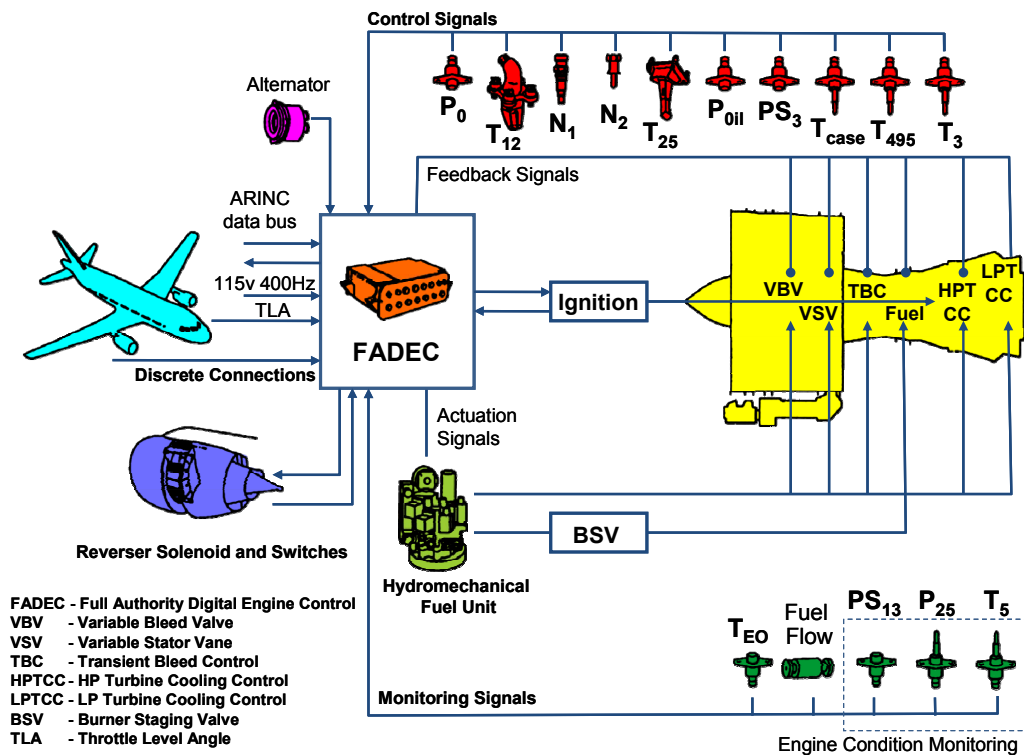 Control Signals
Alternator
P0
T12
N1
N2
T25
P0il
PS3
Tcase
T495
T3
Feedback Signals
ARINC
data bus
115v 400Hz
TLA
Discrete Connections
FADEC
Ignition
VBV
VSV
TBC
Fuel
HPT
CC
LPT
CC
Actuation
Signals
BSV
Reverser Solenoid and Switches
Hydromechanical
Fuel Unit
FADEC - Full Authority Digital Engine Control
VBV - Variable Bleed Valve
VSV - Variable Stator Vane
TBC - Transient Bleed Control
HPTCC - HP Turbine Cooling Control
LPTCC - LP Turbine Cooling Control
BSV - Burner Staging Valve
TLA - Throttle Level Angle
TEO
Fuel
Flow
PS13
P25
T5
Monitoring Signals
Engine Condition Monitoring